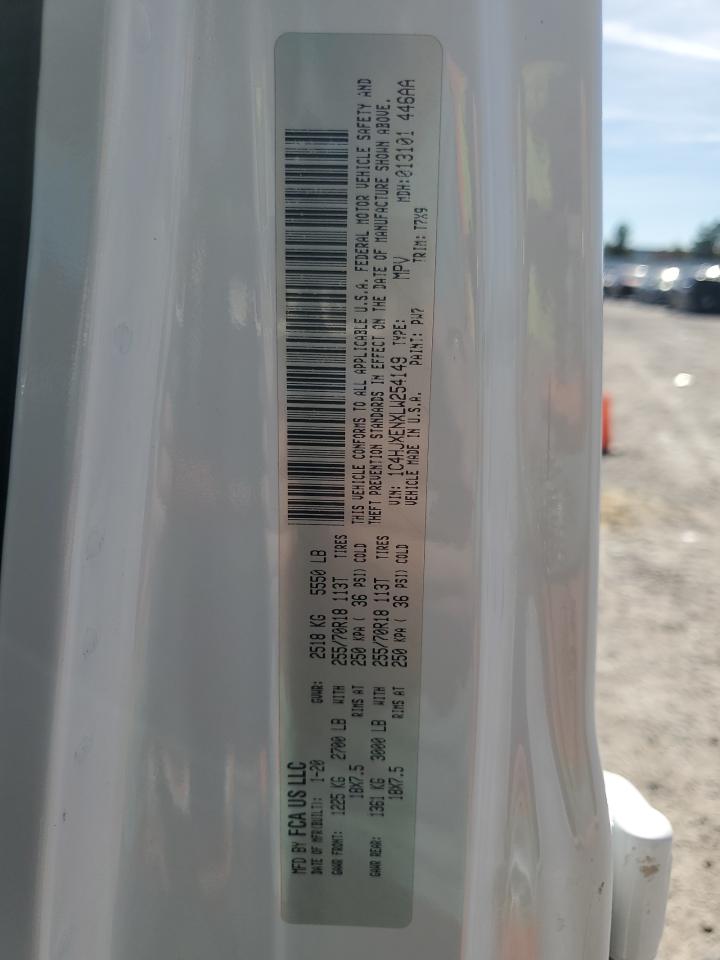 MFD BY FCA US LLC
DATE OF MFR(BUILT): 1-20 GVWR: 2518 KG 5550 LB
GAWR FRONT: 1225 KG 2700 LB WITH 255/70R18 113T TIRES
18X7.5 RIMS AT 250 KPA ( 36 PSI) COLD
GAWR REAR: 1361 KG 3000 LB WITH 255/70R18 113T TIRES
18X7.5 RIMS AT 250 KPA ( 36 PSI) COLD
THIS VEHICLE CONFORMS TO ALL APPLICABLE U.S.A. FEDERAL MOTOR VEHICLE SAFETY AND
THEFT PREVENTION STANDARDS IN EFFECT ON THE DATE OF MANUFACTURE SHOWN ABOVE.
VIN: 1C4HJXENXLW254149 TYPE: MPV MDH:013101 446AA
VEHICLE MADE IN U.S.A. PAINT: PW7 TRIM: T7X9